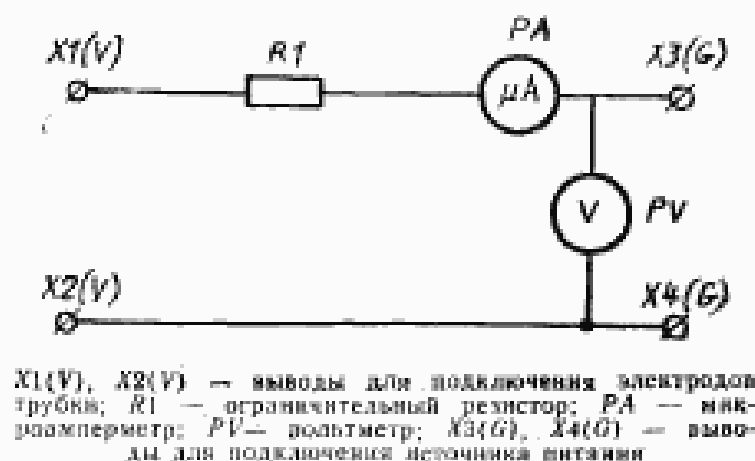 PA
X1(V) R1 X3(G)
μA
V PV
X2(V) X4(G)
X1(V), X2(V) — выводы для подключения электродов
трубки; R1 — ограничительный резистор; PA — мик-
роамперметр; PV— вольтметр; X3(G), X4(G) — выво-
ды для подключения источника питания